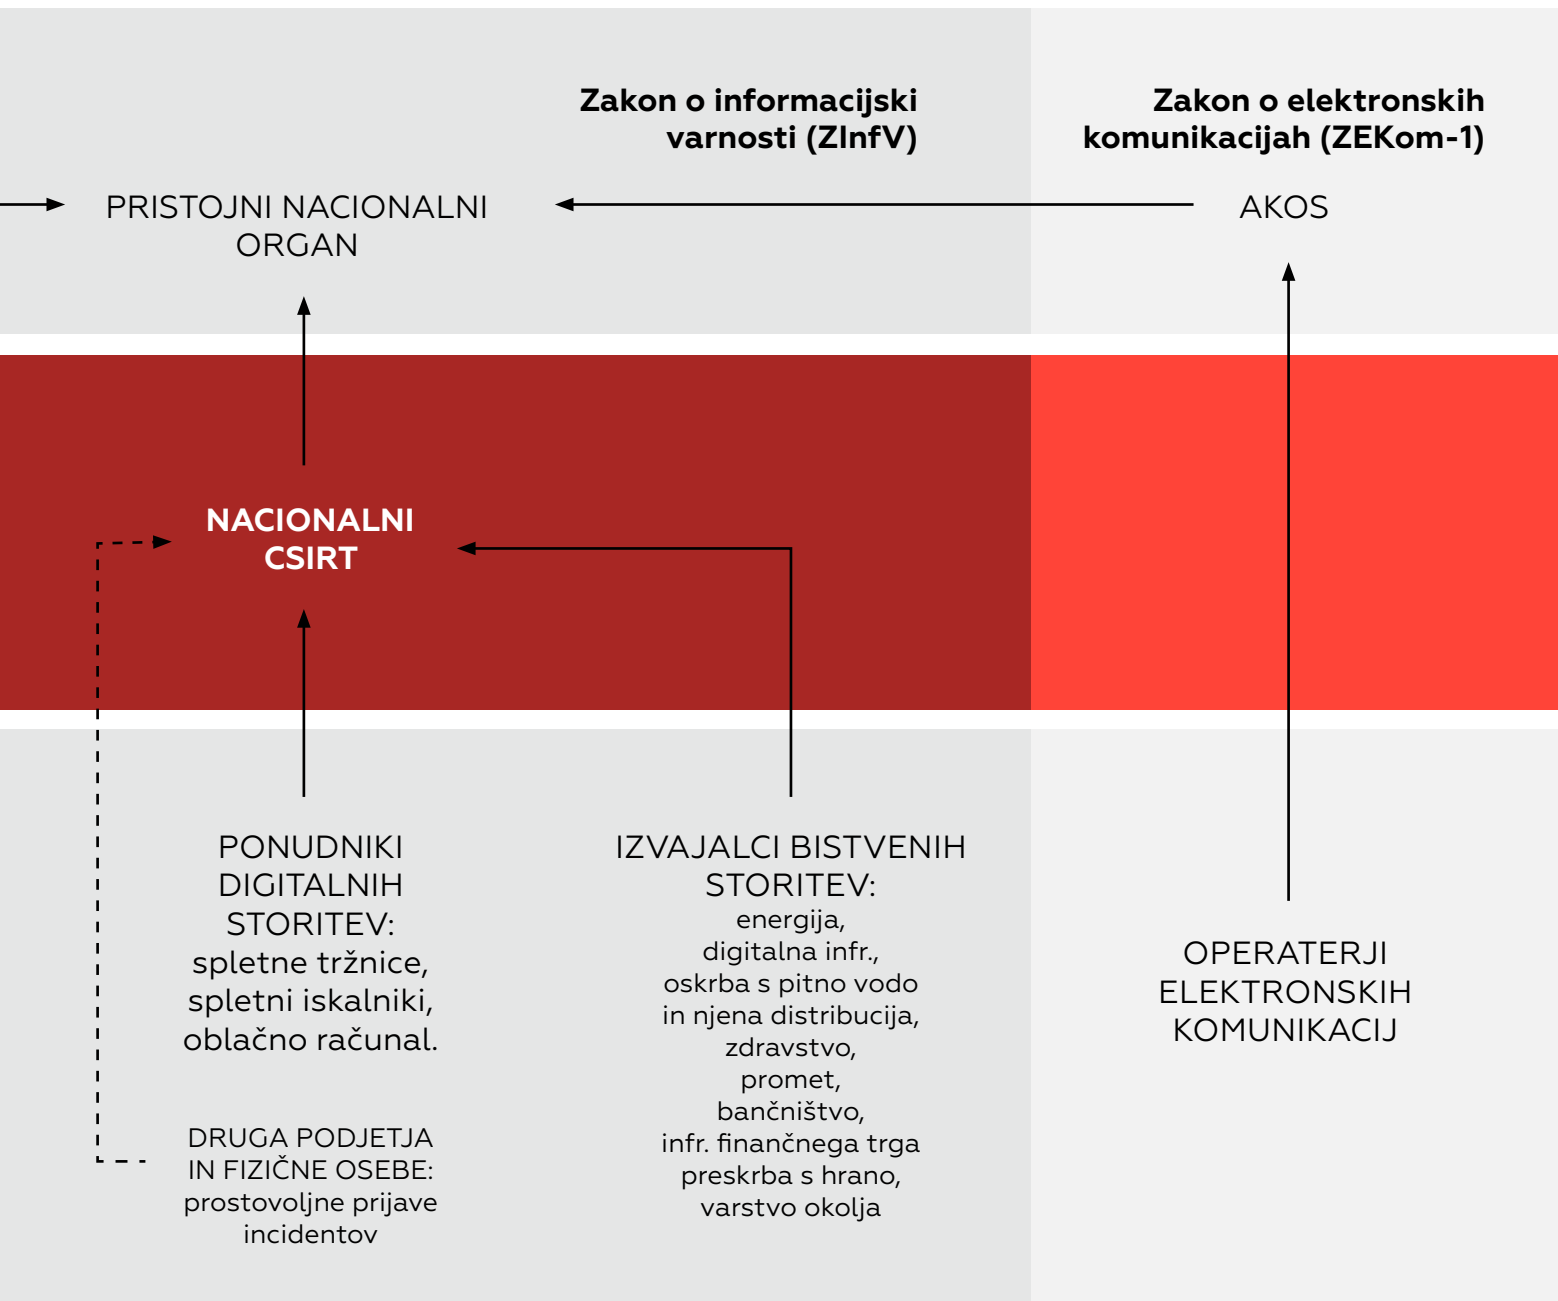 Zakon o informacijski
varnosti (ZInfV)
Zakon o elektronskih
komunikacijah (ZEKom-1)
PRISTOJNI NACIONALNI
ORGAN
AKOS
NACIONALNI
CSIRT
PONUDNIKI
DIGITALNIH
STORITEV:
spletne tržnice,
spletni iskalniki,
oblačno računal.
DRUGA PODJETJA
IN FIZIČNE OSEBE:
prostovoljne prijave
incidentov
IZVAJALCI BISTVENIH
STORITEV:
energija,
digitalna infr.,
oskrba s pitno vodo
in njena distribucija,
zdravstvo,
promet,
bančništvo,
infr. finančnega trga
preskrba s hrano,
varstvo okolja
OPERATERJI
ELEKTRONSKIH
KOMUNIKACIJ